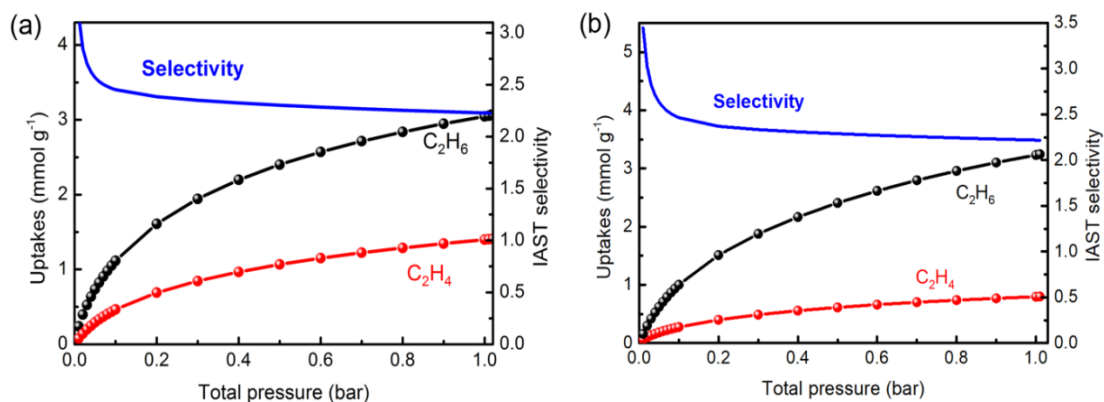 (a)
Uptakes (mmol g⁻¹)
4
3
2
1
0
Selectivity
C₂H₆
C₂H₄
3.0
2.5
2.0
1.5
1.0
0.5
0.0
IAST selectivity
0.0 0.2 0.4 0.6 0.8 1.0
Total pressure (bar)
(b)
Uptakes (mmol g⁻¹)
5
4
3
2
1
0
Selectivity
C₂H₆
C₂H₄
3.5
3.0
2.5
2.0
1.5
1.0
0.5
0.0
IAST selectivity
0.0 0.2 0.4 0.6 0.8 1.0
Total pressure (bar)